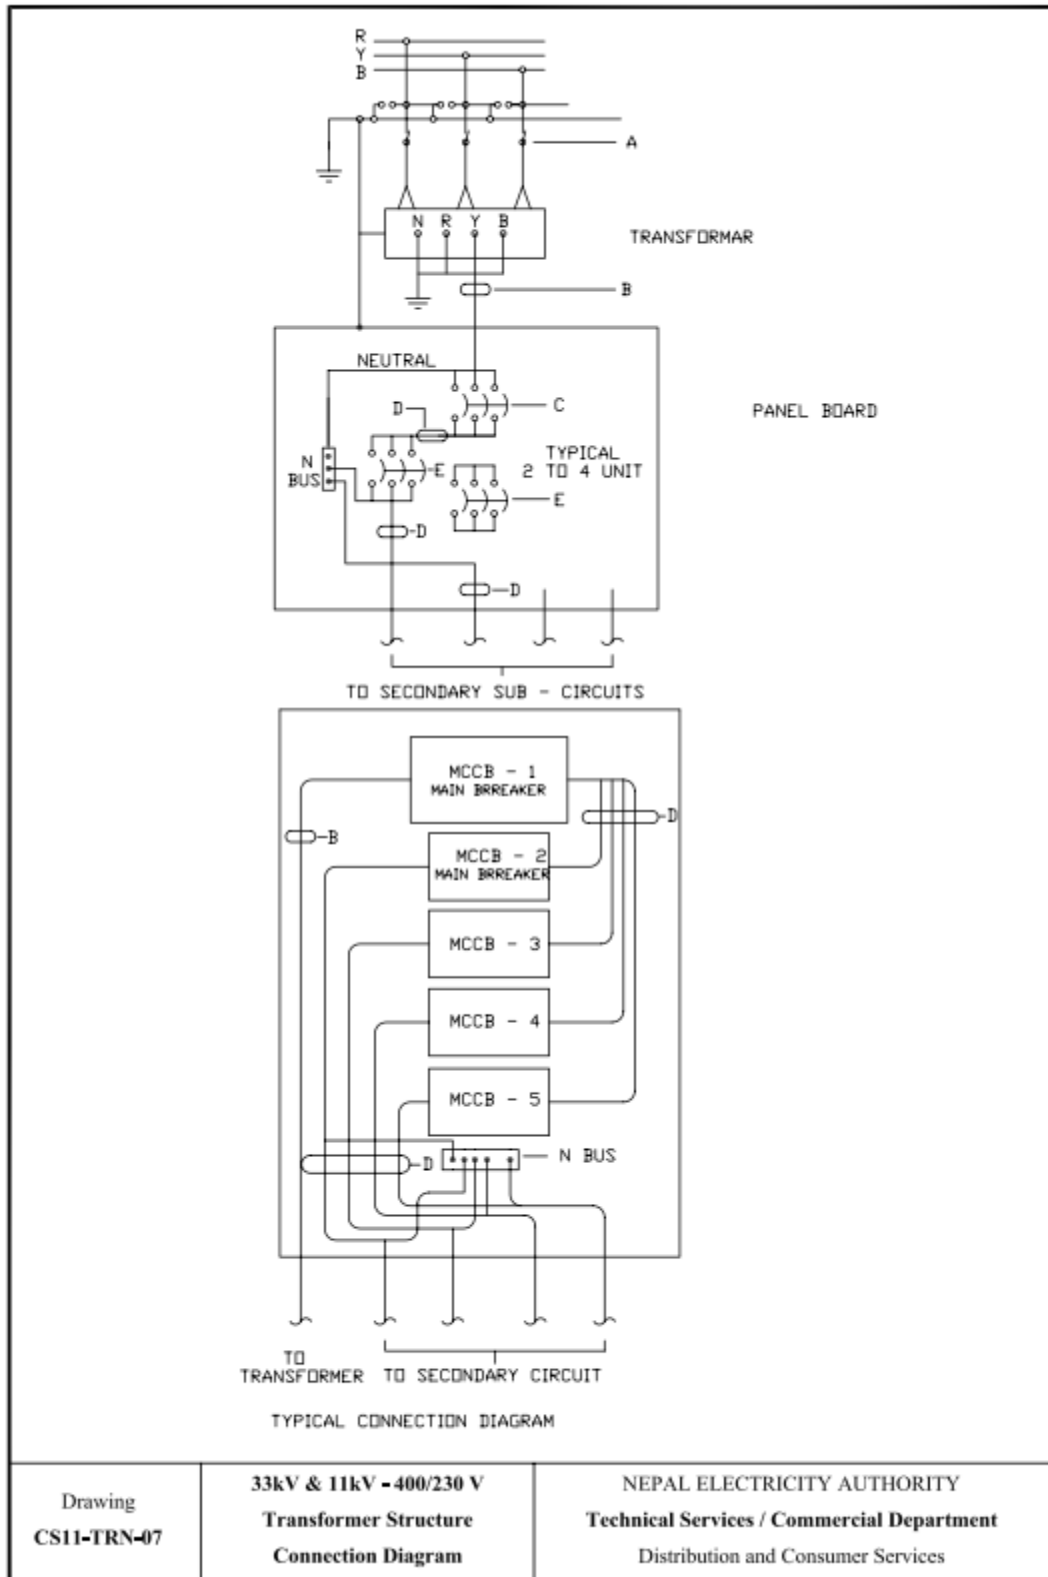 R
Y
B
A
N R Y B
TRANSFORMAR
B
NEUTRAL
C
D
PANEL BOARD
TYPICAL
2 TO 4 UNIT
N
BUS
E
E
D
D
TO SECONDARY SUB - CIRCUITS
MCCB - 1
MAIN BRREAKER
D
B
MCCB - 2
MAIN BRREAKER
MCCB - 3
MCCB - 4
MCCB - 5
N BUS
D
TO
TRANSFORMER
TO SECONDARY CIRCUIT
TYPICAL CONNECTION DIAGRAM
Drawing
CS11-TRN-07
33kV & 11kV - 400/230 V
Transformer Structure
Connection Diagram
NEPAL ELECTRICITY AUTHORITY
Technical Services / Commercial Department
Distribution and Consumer Services